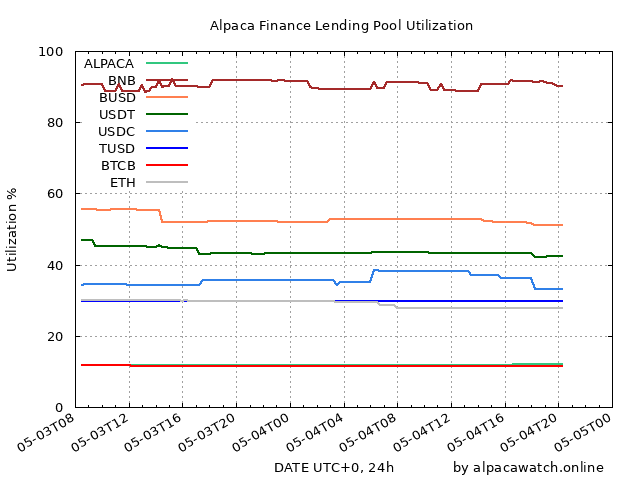 Alpaca Finance Lending Pool Utilization
Utilization %
100
80
60
40
20
0
ALPACA
BNB
BUSD
USDT
USDC
TUSD
BTCB
ETH
05-03T08
05-03T12
05-03T16
05-03T20
05-04T00
05-04T04
05-04T08
05-04T12
05-04T16
05-04T20
05-05T00
DATE UTC+0, 24h
by alpacawatch.online